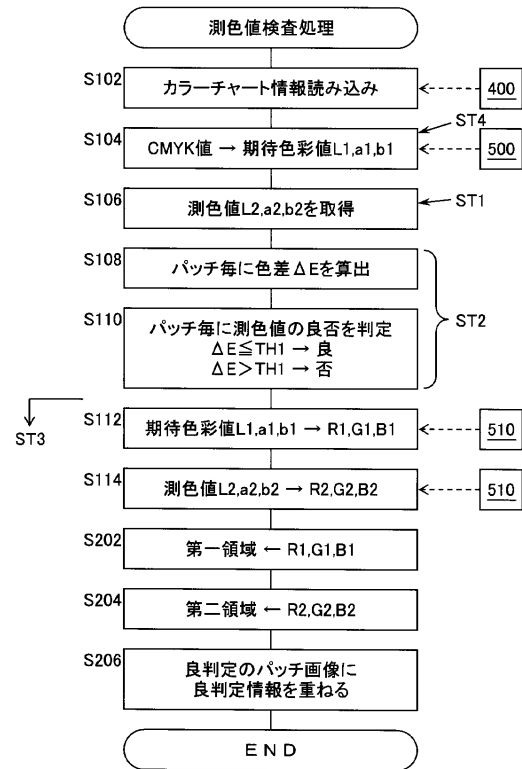 測色値検査処理
S102
カラーチャート情報読み込み
400
ST4
S104
CMYK値 → 期待色彩値L1,a1,b1
500
S106
測色値L2,a2,b2を取得
ST1
S108
パッチ毎に色差ΔEを算出
ST2
S110
パッチ毎に測色値の良否を判定
ΔE≦TH1 → 良
ΔE>TH1 → 否
ST3
S112
期待色彩値L1,a1,b1 → R1,G1,B1
510
S114
測色値L2,a2,b2 → R2,G2,B2
510
S202
第一領域 ← R1,G1,B1
S204
第二領域 ← R2,G2,B2
S206
良判定のパッチ画像に
良判定情報を重ねる
END